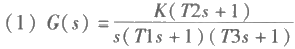 (1) G(s) = K(T2s+1) / s(T1s+1)(T3s+1)